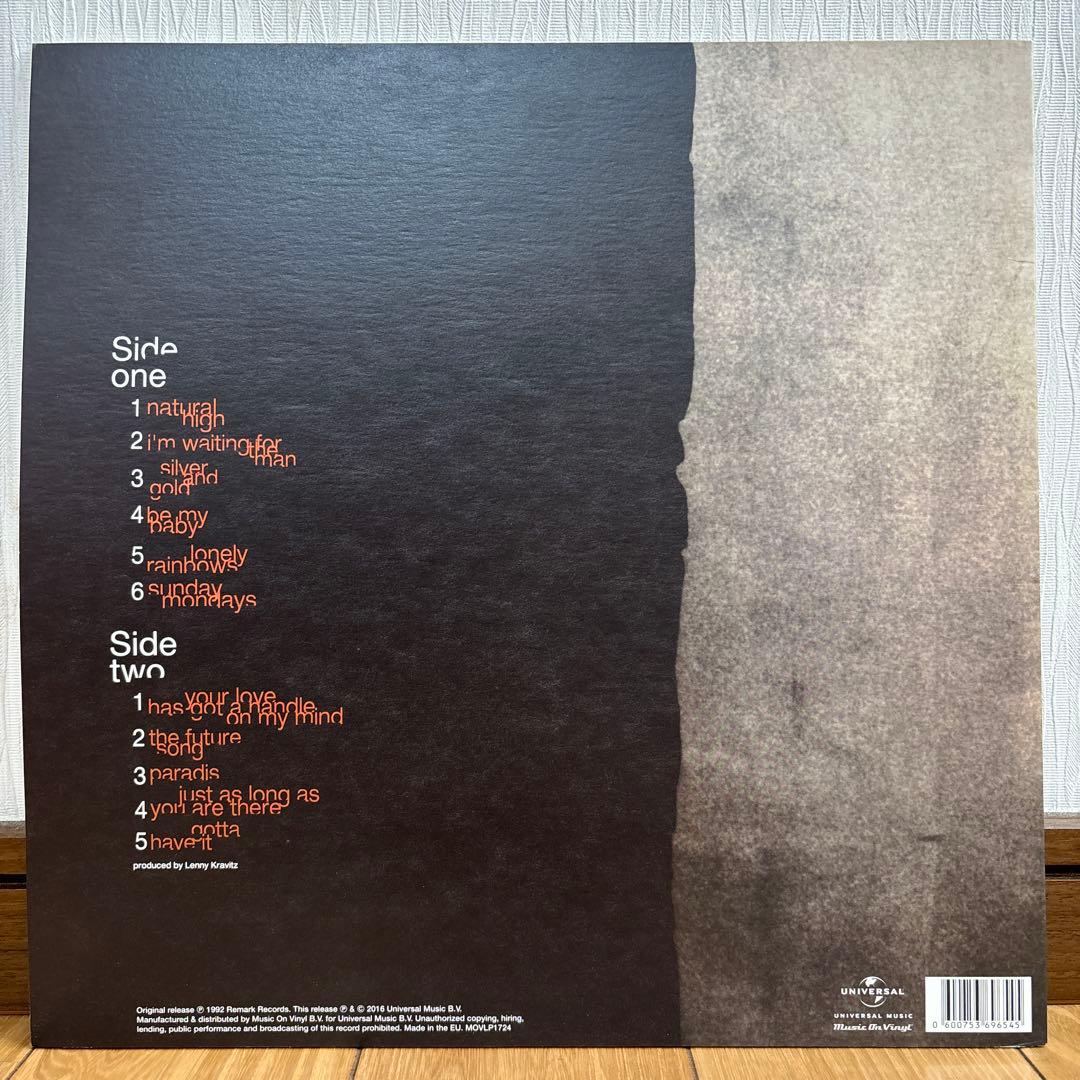 Side
one
1 natural
high
2 i'm waiting for
the
man
3 silver
and
gold
4 be my
baby
5 lonely
rainbows
6 sunday
mondays
Side
two
1 your love
has got a handle
on my mind
2 the future
song
3 paradis
4 just as long as
you are there
5 gotta
have it
produced by Lenny Kravitz
Original release ℗ 1992 Remark Records. This release ℗ & © 2016 Universal Music B.V.
Manufactured & distributed by Music On Vinyl B.V. for Universal Music B.V. Unauthorized copying, hiring,
lending, public performance and broadcasting of this record prohibited. Made in the EU. MOVLP1724
UNIVERSAL
UNIVERSAL MUSIC
Music On Vinyl
0 600753 696545